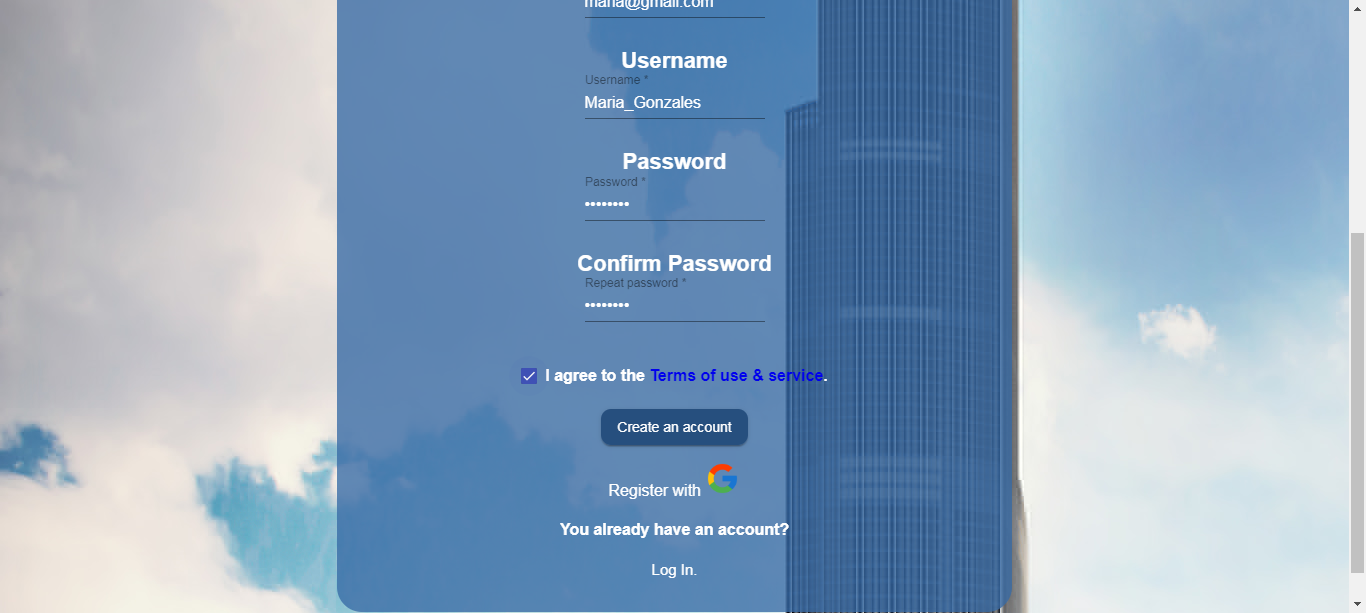 maria@gmail.com
Username
Username *
Maria_Gonzales
Password
Password *
••••••••
Confirm Password
Repeat password *
••••••••
I agree to the Terms of use & service.
Create an account
Register with
You already have an account?
Log In.